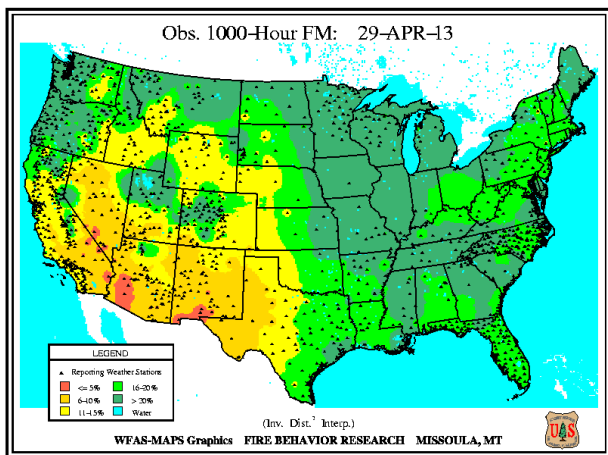 Obs. 1000-Hour FM: 29-APR-13
LEGEND
Reporting Weather Stations
<= 5% 16-20%
6-10% > 20%
11-15% Water
(Inv. Dist.² Interp.)
WFAS-MAPS Graphics FIRE BEHAVIOR RESEARCH MISSOULA, MT
U S